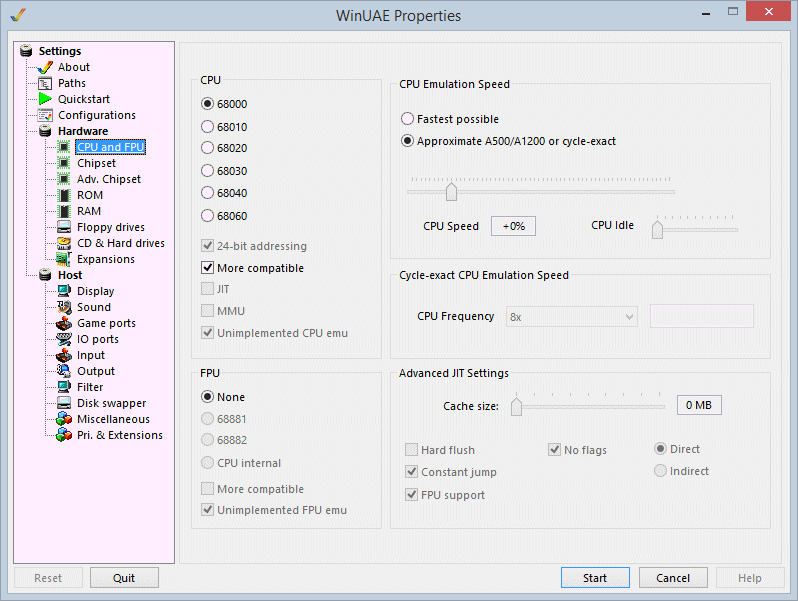 WinUAE Properties
Settings
About
Paths
Quickstart
Configurations
Hardware
CPU and FPU
Chipset
Adv. Chipset
ROM
RAM
Floppy drives
CD & Hard drives
Expansions
Host
Display
Sound
Game ports
IO ports
Input
Output
Filter
Disk swapper
Miscellaneous
Pri. & Extensions
CPU
68000
68010
68020
68030
68040
68060
24-bit addressing
More compatible
JIT
MMU
Unimplemented CPU emu
FPU
None
68881
68882
CPU internal
More compatible
Unimplemented FPU emu
CPU Emulation Speed
Fastest possible
Approximate A500/A1200 or cycle-exact
CPU Speed +0% CPU Idle
Cycle-exact CPU Emulation Speed
CPU Frequency 8x
Advanced JIT Settings
Cache size: 0 MB
Hard flush No flags Direct
Constant jump Indirect
FPU support
Reset Quit Start Cancel Help